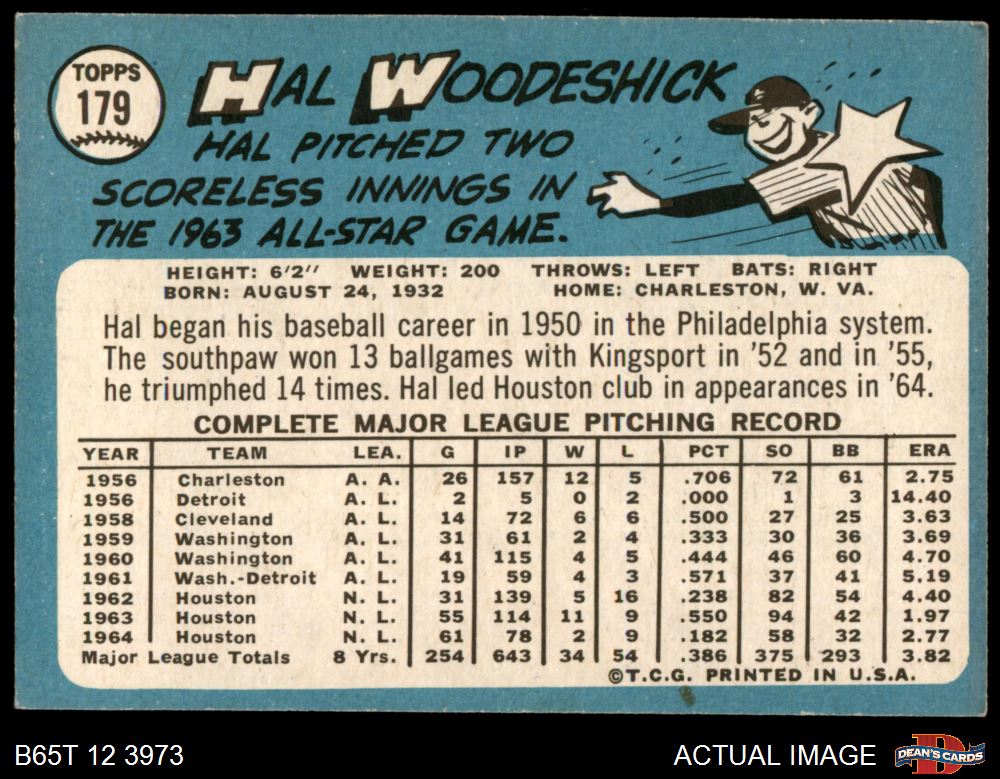 TOPPS
179
HAL WOODESHICK
HAL PITCHED TWO
SCORELESS INNINGS IN
THE 1963 ALL-STAR GAME.
HEIGHT: 6'2" WEIGHT: 200 THROWS: LEFT BATS: RIGHT
BORN: AUGUST 24, 1932 HOME: CHARLESTON, W. VA.
Hal began his baseball career in 1950 in the Philadelphia system.
The southpaw won 13 ballgames with Kingsport in '52 and in '55,
he triumphed 14 times. Hal led Houston club in appearances in '64.
COMPLETE MAJOR LEAGUE PITCHING RECORD
YEAR TEAM LEA. G IP W L PCT SO BB ERA
1956 Charleston A. A. 26 157 12 5 .706 72 61 2.75
1956 Detroit A. L. 2 5 0 2 .000 1 3 14.40
1958 Cleveland A. L. 14 72 6 6 .500 27 25 3.63
1959 Washington A. L. 31 61 2 4 .333 30 36 3.69
1960 Washington A. L. 41 115 4 5 .444 46 60 4.70
1961 Wash.-Detroit A. L. 19 59 4 3 .571 37 41 5.19
1962 Houston N. L. 31 139 5 16 .238 82 54 4.40
1963 Houston N. L. 55 114 11 9 .550 94 42 1.97
1964 Houston N. L. 61 78 2 9 .182 58 32 2.77
Major League Totals 8 Yrs. 254 643 34 54 .386 375 293 3.82
©T.C.G. PRINTED IN U.S.A.
B65T 12 3973 ACTUAL IMAGE DEAN'S CARDS